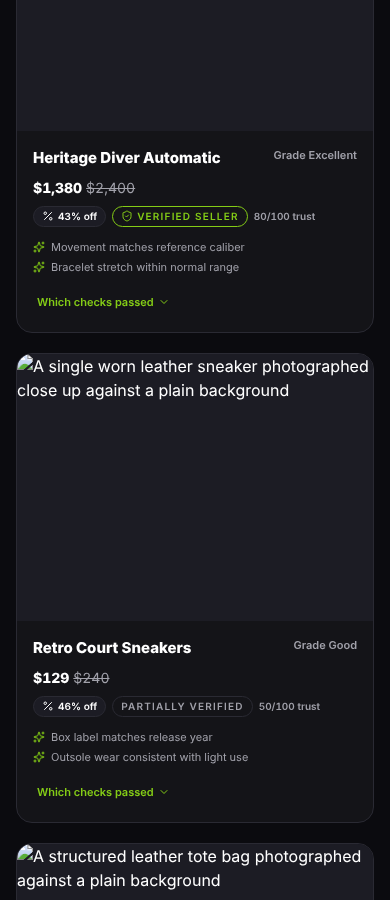 Heritage Diver Automatic
Grade Excellent
$1,380 $2,400
43% off
VERIFIED SELLER
80/100 trust
Movement matches reference caliber
Bracelet stretch within normal range
Which checks passed
A single worn leather sneaker photographed
close up against a plain background
Retro Court Sneakers
Grade Good
$129 $240
46% off
PARTIALLY VERIFIED
50/100 trust
Box label matches release year
Outsole wear consistent with light use
Which checks passed
A structured leather tote bag photographed
against a plain background